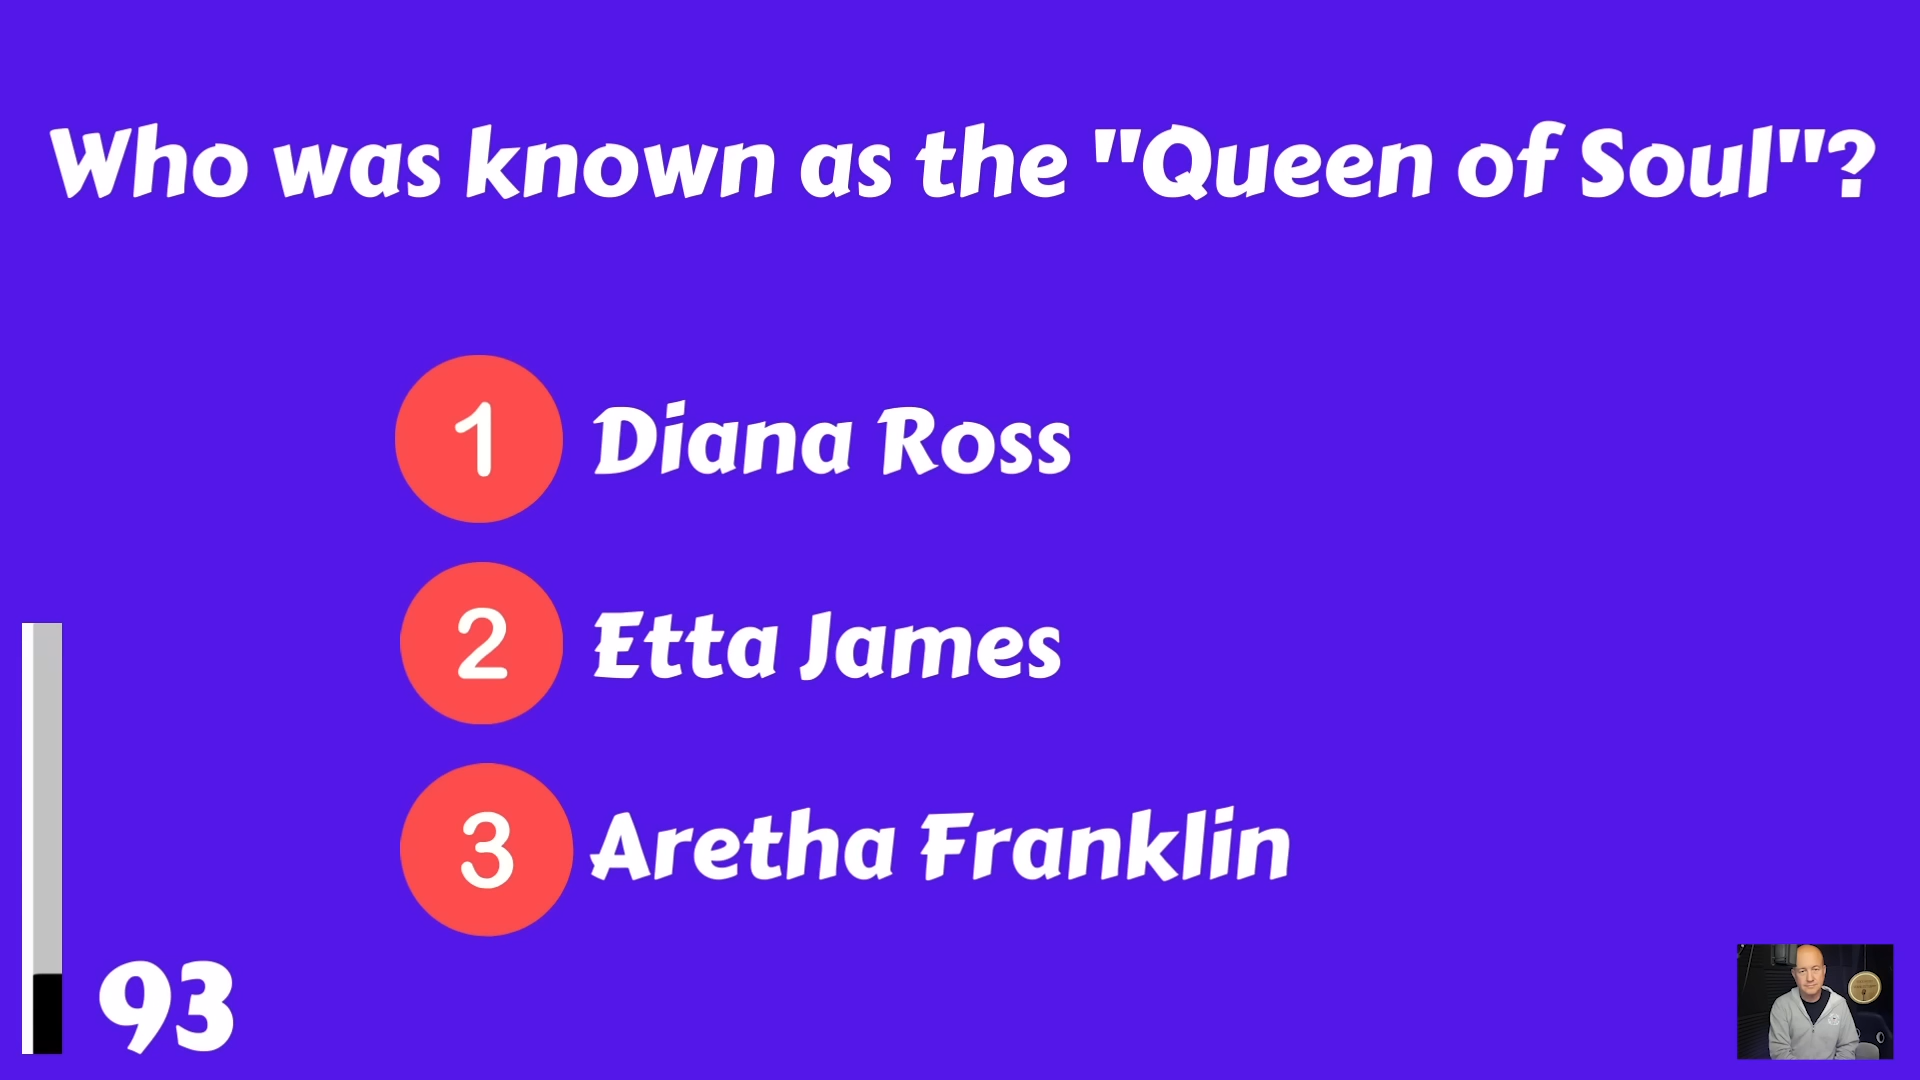 Who was known as the "Queen of Soul"?
1 Diana Ross
2 Etta James
3 Aretha Franklin
93